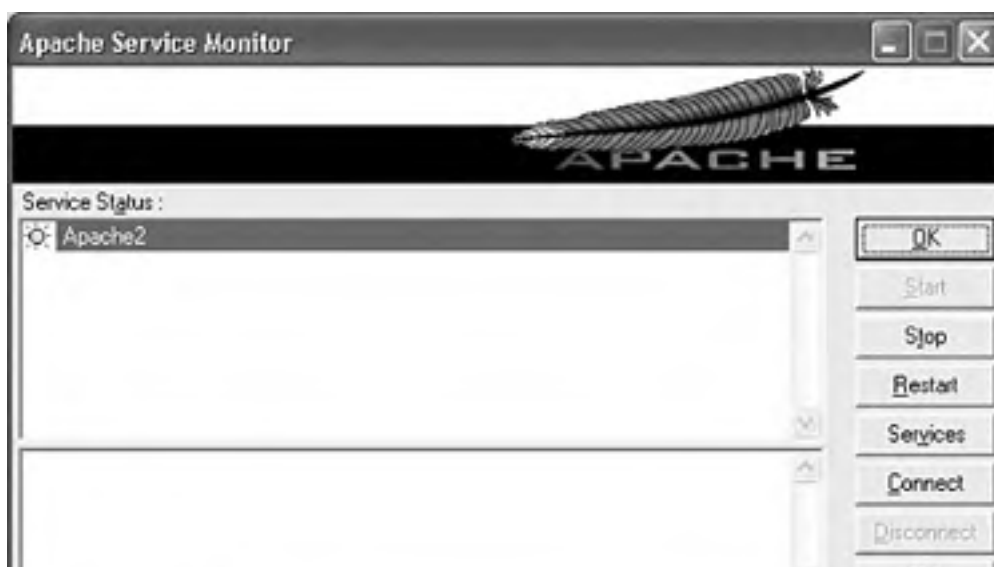 Apache Service Monitor
APACHE
Service Status :
Apache2
OK
Start
Stop
Restart
Services
Connect
Disconnect